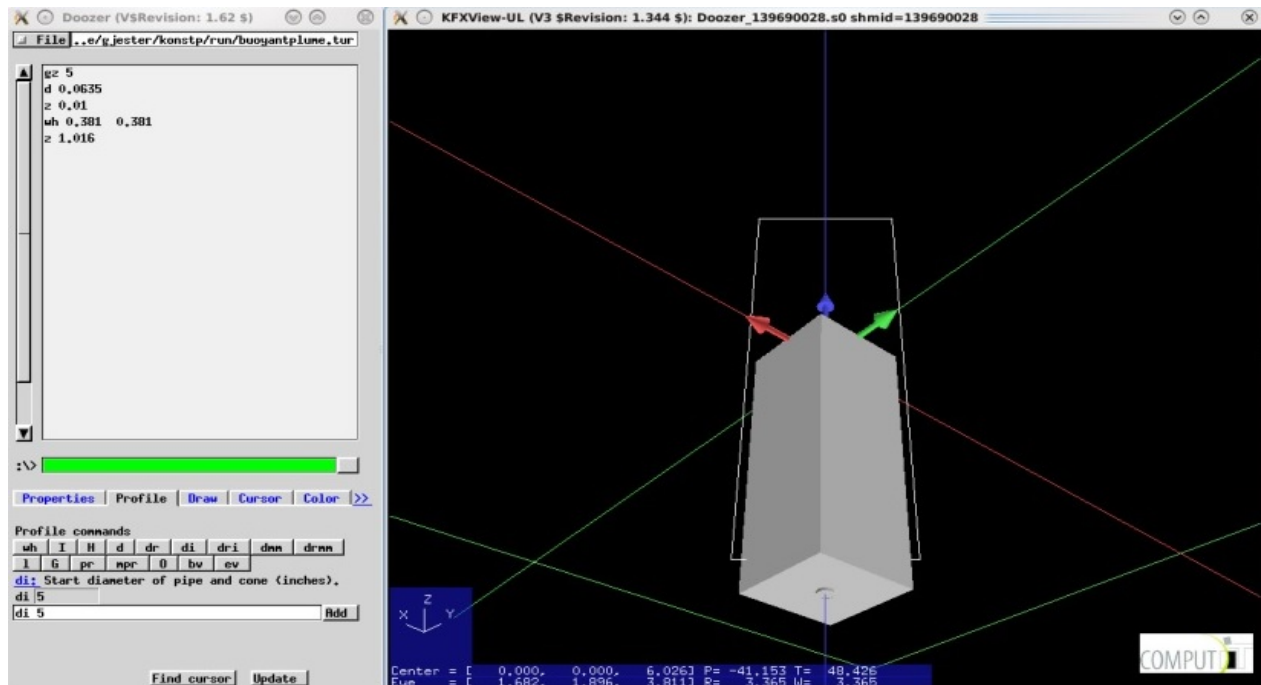 Doozer (V$Revision: 1.62 $)
File ..e/gjester/konstp/run/buoyantplume.tur
gz 5
d 0.0635
z 0.01
wh 0.381 0.381
z 1.016
:\>
Properties Profile Draw Cursor Color >>
Profile commands
wh I H d dr di dri dmm drmm
l G pr mpr O bv ev
di: Start diameter of pipe and cone (inches).
di 5
di 5 Add
Find cursor Update
KFXView-UL (V3 $Revision: 1.344 $): Doozer_139690028.s0 shmid=139690028
Z
X Y
Center = [ 0.000, 0.000, 6.026] P= -41.153 T= 48.426
Eye = [ 1.682, 1.896, 3.811] R= 3.365 W= 3.365
COMPUTIT